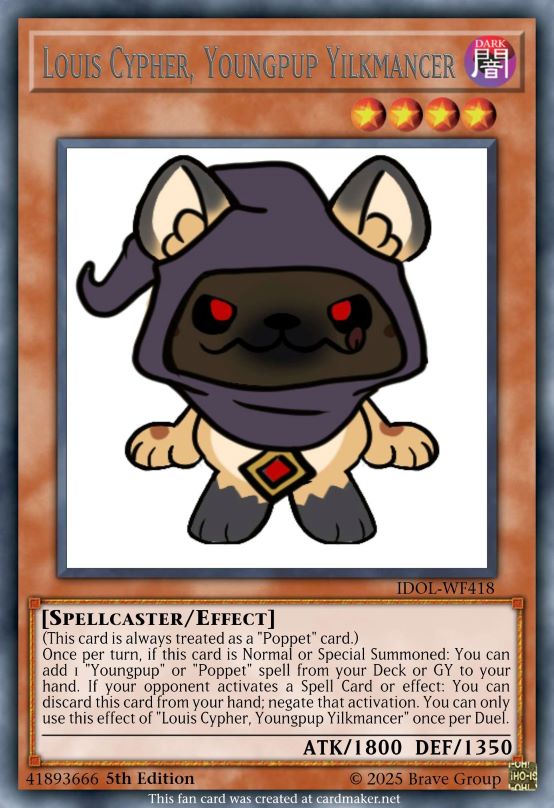 Louis Cypher, Youngpup Yilkmancer
DARK
闇
IDOL-WF418
[Spellcaster/Effect]
(This card is always treated as a "Poppet" card.)
Once per turn, if this card is Normal or Special Summoned: You can
add 1 "Youngpup" or "Poppet" spell from your Deck or GY to your
hand. If your opponent activates a Spell Card or effect: You can
discard this card from your hand; negate that activation. You can only
use this effect of "Louis Cypher, Youngpup Yilkmancer" once per Duel.
ATK/1800 DEF/1350
41893666 5th Edition
© 2025 Brave Group
This fan card was created at cardmaker.net